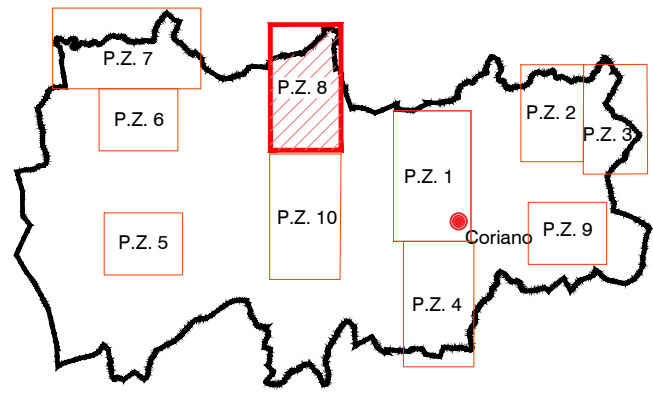 P.Z. 7
P.Z. 8
P.Z. 6
P.Z. 2
P.Z. 3
P.Z. 1
P.Z. 10
P.Z. 5
P.Z. 9
Coriano
P.Z. 4